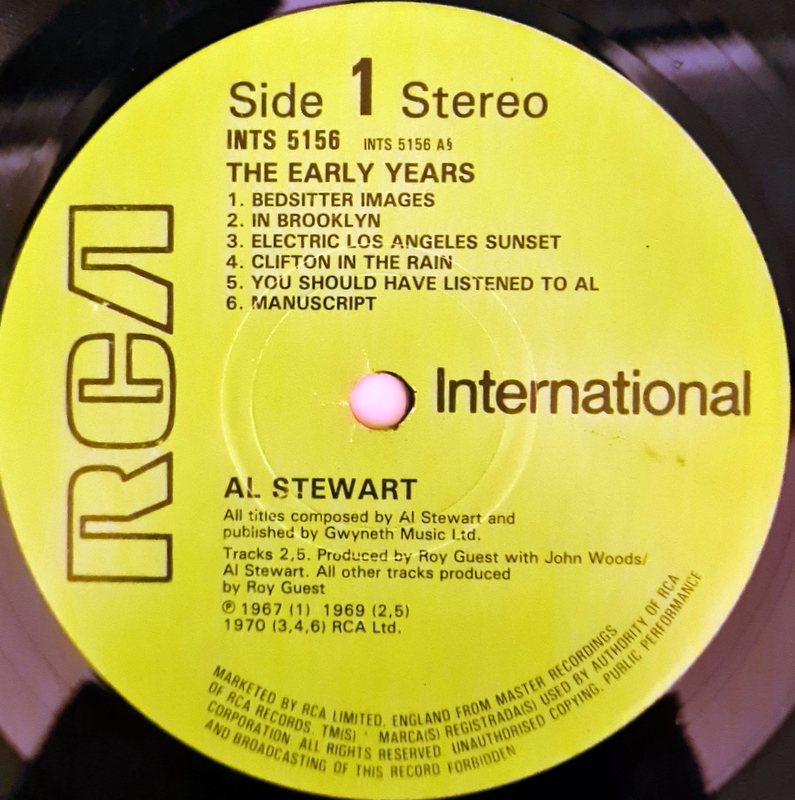 Side 1 Stereo
INTS 5156 INTS 5156 A§
THE EARLY YEARS
1. BEDSITTER IMAGES
2. IN BROOKLYN
3. ELECTRIC LOS ANGELES SUNSET
4. CLIFTON IN THE RAIN
5. YOU SHOULD HAVE LISTENED TO AL
6. MANUSCRIPT
RCA
International
AL STEWART
All titles composed by Al Stewart and
published by Gwyneth Music Ltd.
Tracks 2,5. Produced by Roy Guest with John Woods/
Al Stewart. All other tracks produced
by Roy Guest
℗ 1967 (1) 1969 (2,5)
1970 (3,4,6) RCA Ltd.
MARKETED BY RCA LIMITED, ENGLAND FROM MASTER RECORDINGS
OF RCA RECORDS. TM(S) ' MARCA(S) REGISTRADA(S) USED BY AUTHORITY OF RCA
CORPORATION. ALL RIGHTS RESERVED. UNAUTHORISED COPYING, PUBLIC PERFORMANCE
AND BROADCASTING OF THIS RECORD FORBIDDEN